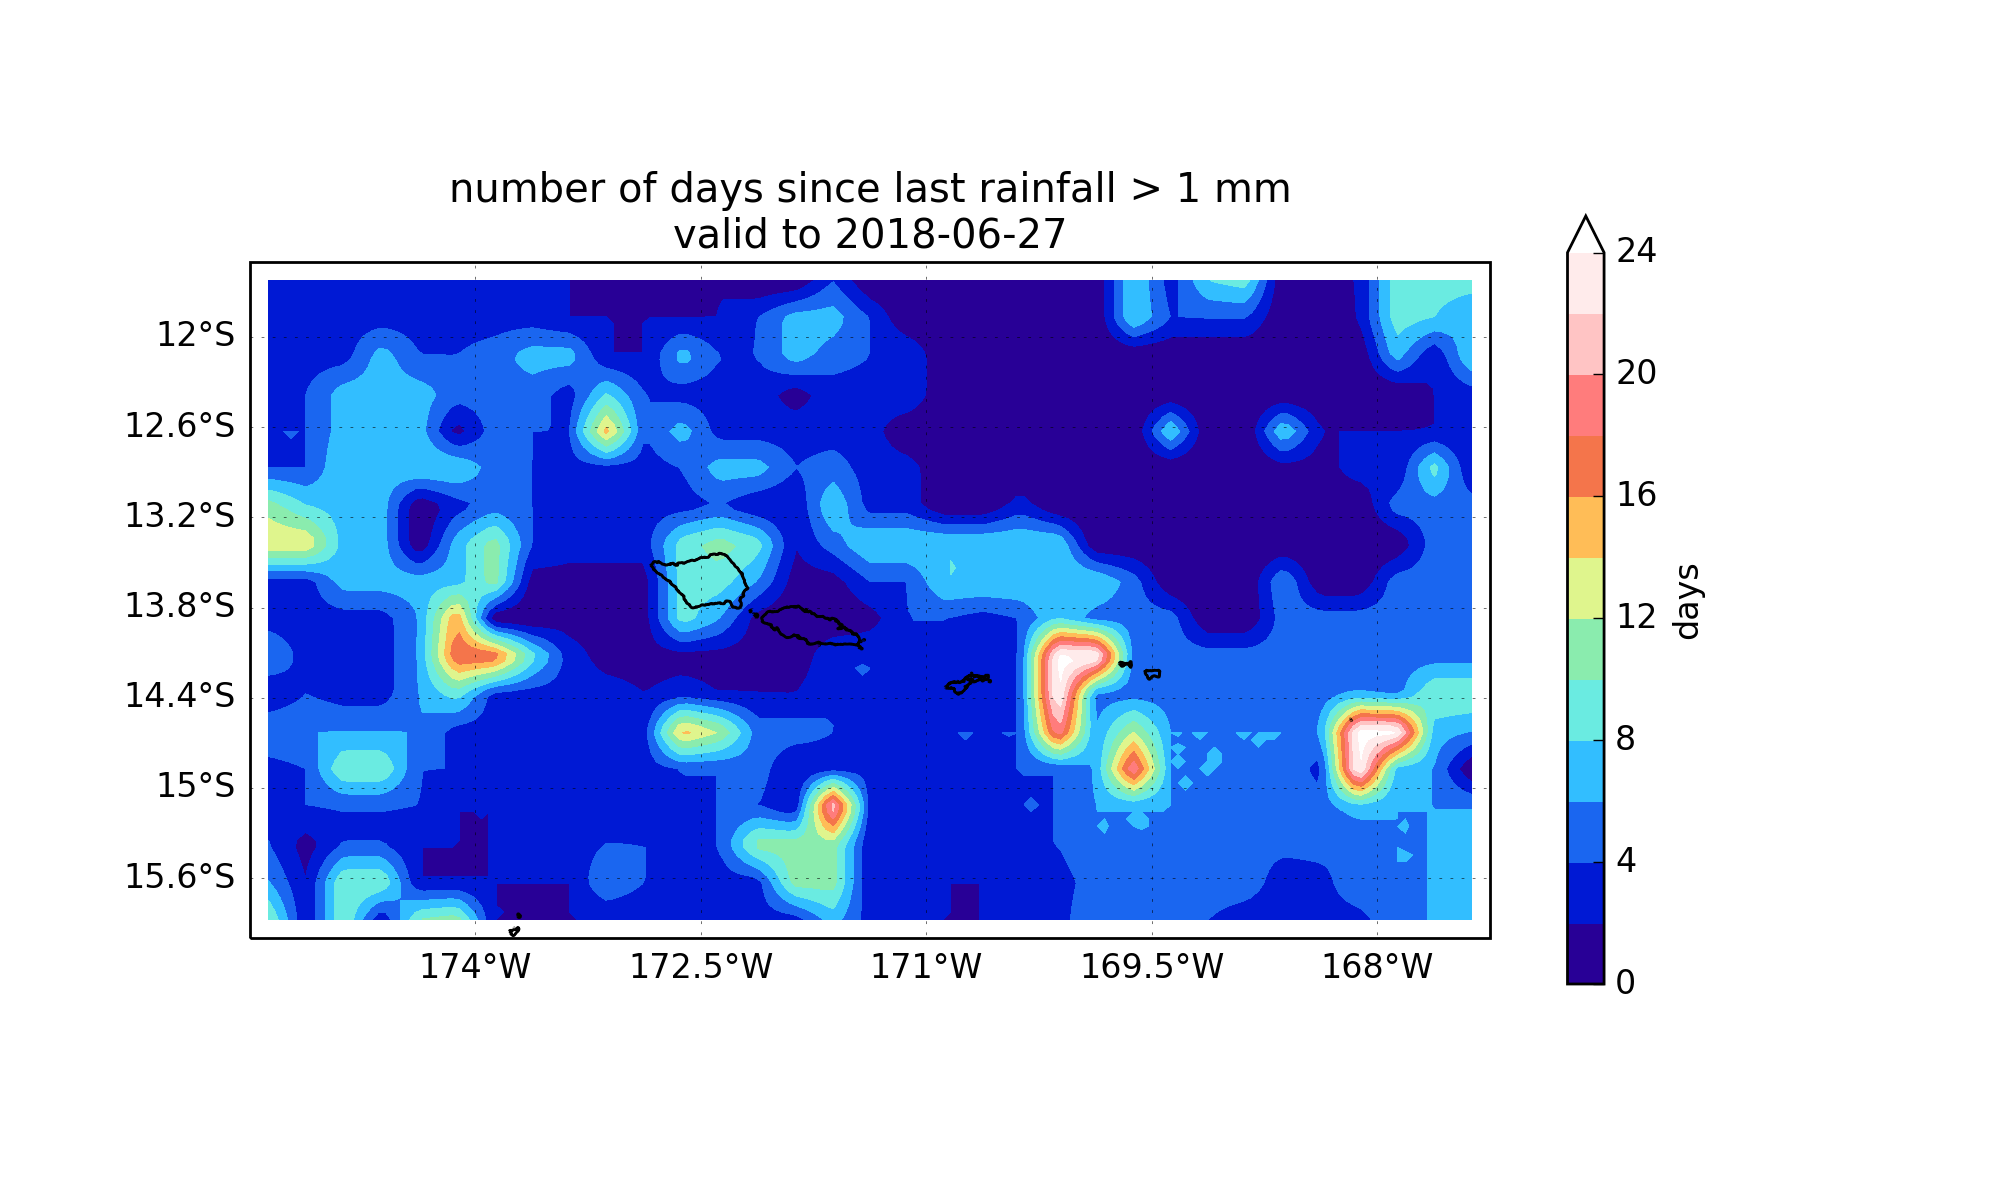 number of days since last rainfall > 1 mm
valid to 2018-06-27
12°S
12.6°S
13.2°S
13.8°S
14.4°S
15°S
15.6°S
174°W
172.5°W
171°W
169.5°W
168°W
24
20
16
12
8
4
0
days